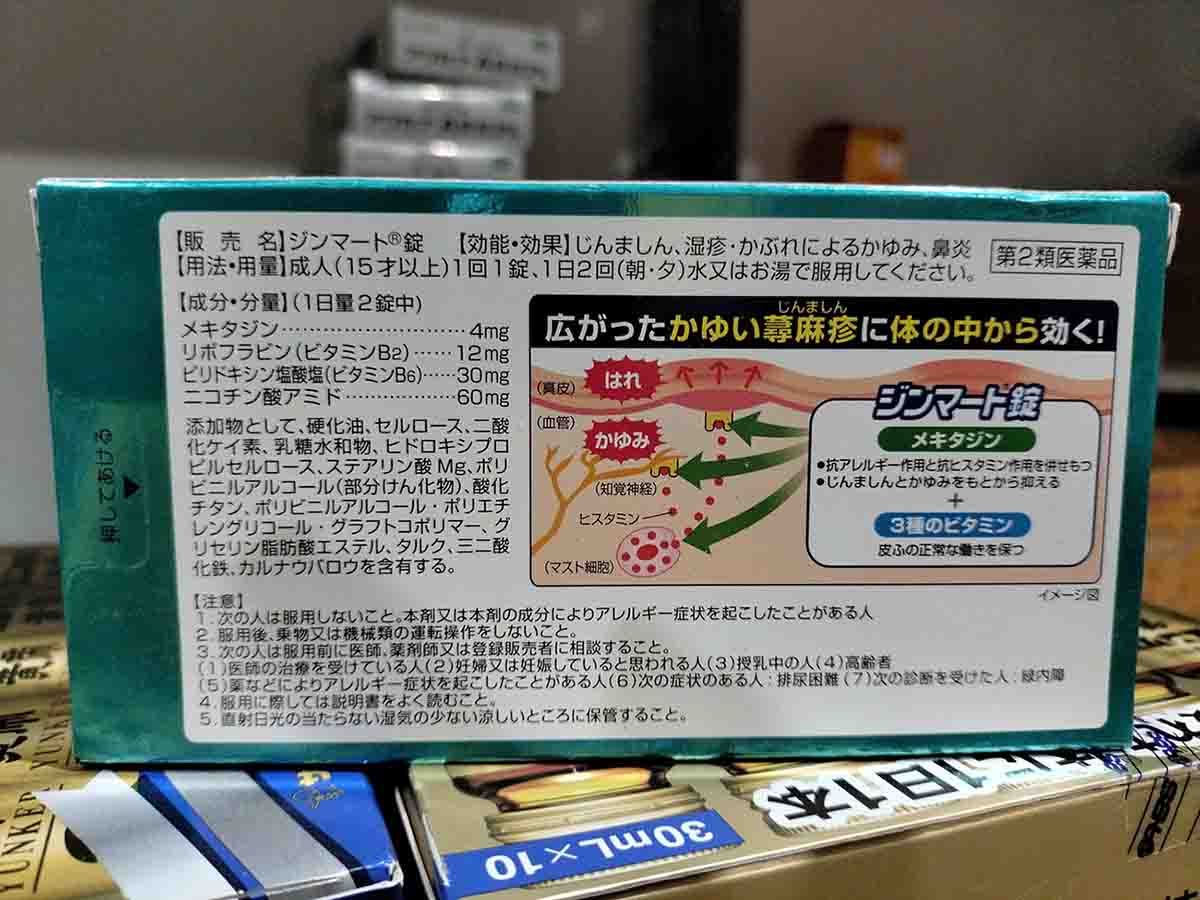 【販売名】ジンマート®錠 【効能・効果】じんましん、湿疹・かぶれによるかゆみ、鼻炎
第2類医薬品
【用法・用量】成人(15才以上)1回1錠、1日2回(朝・夕)水又はお湯で服用してください。
【成分・分量】(1日量2錠中)
メキタジン…………………… 4mg
リボフラビン(ビタミンB2)…… 12mg
ピリドキシン塩酸塩(ビタミンB6)……30mg
ニコチン酸アミド……………60mg
添加物として、硬化油、セルロース、二酸
化ケイ素、乳糖水和物、ヒドロキシプロ
ピルセルロース、ステアリン酸Mg、ポリ
ビニルアルコール(部分けん化物)、酸化
チタン、ポリビニルアルコール・ポリエチ
レングリコール・グラフトコポリマー、グ
リセリン脂肪酸エステル、タルク、三二酸
化鉄、カルナウバロウを含有する。
じんましん
広がったかゆい蕁麻疹に体の中から効く!
(真皮)
はれ
(血管)
かゆみ
(知覚神経)
ヒスタミン
(マスト細胞)
ジンマート錠
メキタジン
●抗アレルギー作用と抗ヒスタミン作用を併せもつ
●じんましんとかゆみをもとから抑える
+
3種のビタミン
皮ふの正常な働きを保つ
イメージ図
【注意】
1. 次の人は服用しないこと。本剤又は本剤の成分によりアレルギー症状を起こしたことがある人
2. 服用後、乗物又は機械類の運転操作をしないこと。
3. 次の人は服用前に医師、薬剤師又は登録販売者に相談すること。
(1)医師の治療を受けている人(2)妊婦又は妊娠していると思われる人(3)授乳中の人(4)高齢者
(5)薬などによりアレルギー症状を起こしたことがある人(6)次の症状のある人:排尿困難(7)次の診断を受けた人:緑内障
4. 服用に際しては説明書をよく読むこと。
5. 直射日光の当たらない湿気の少ない涼しいところに保管すること。
押してあける
YUNKER
30mL×10
1日1本